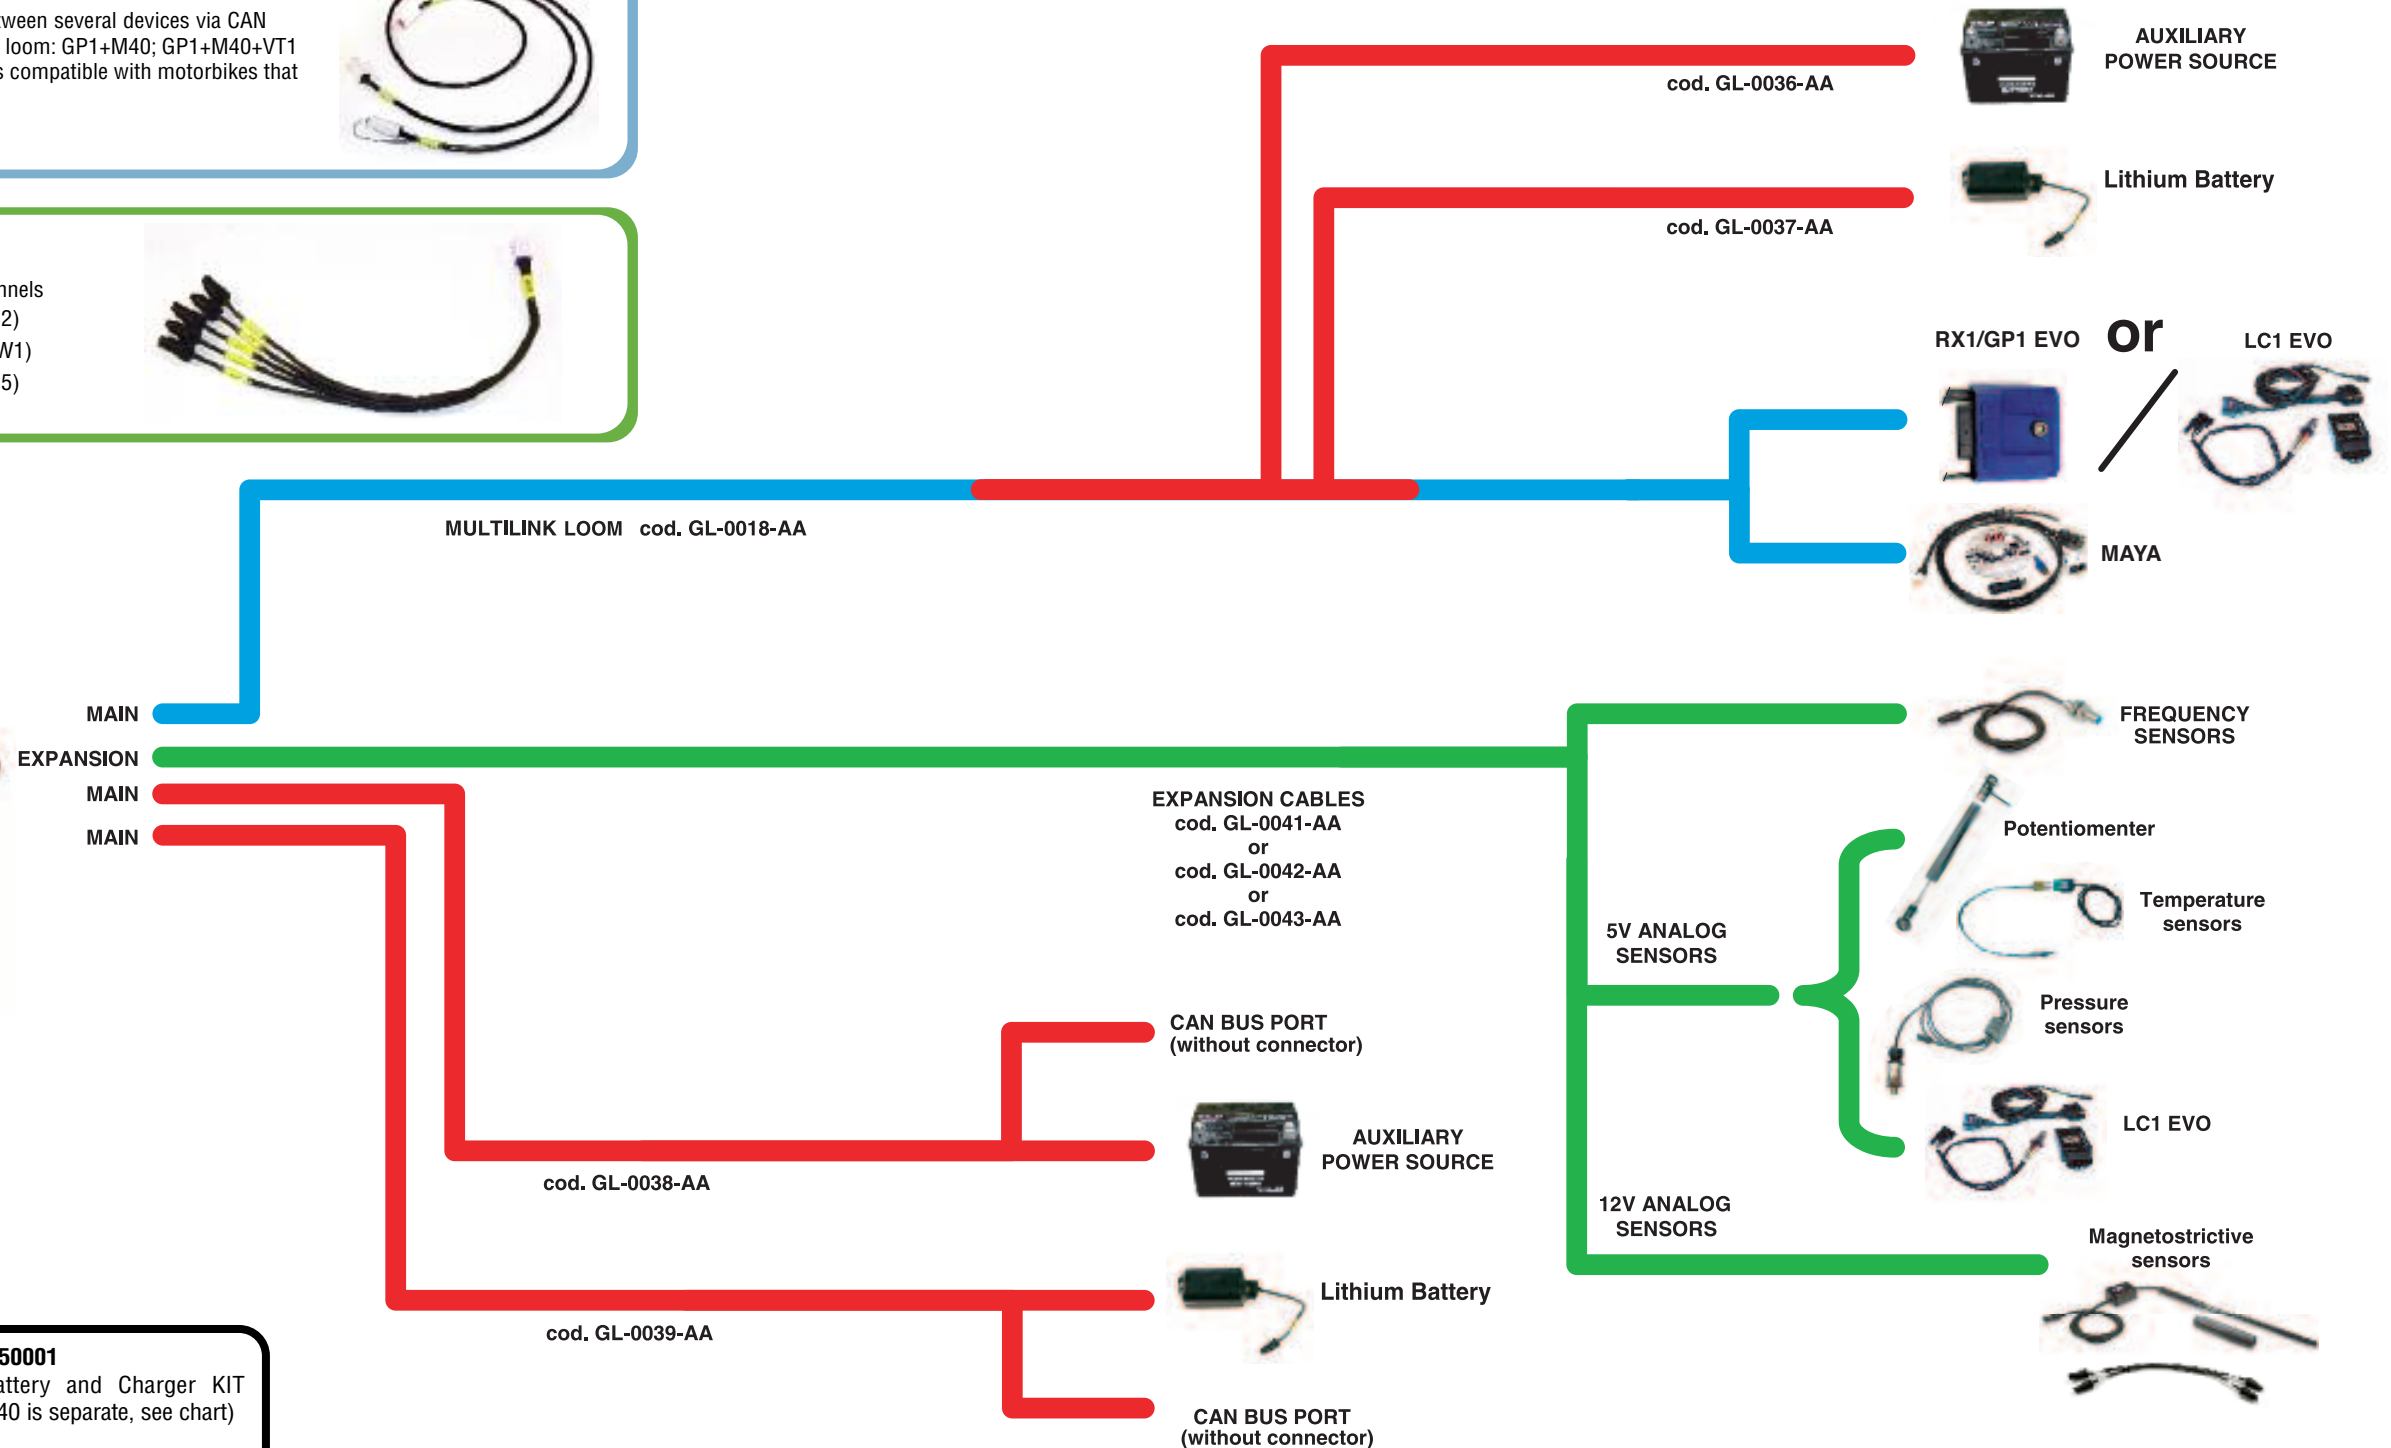 tween several devices via CAN
loom: GP1+M40; GP1+M40+VT1
s compatible with motorbikes that
nnels
2)
W1)
5)
AUXILIARY
POWER SOURCE
cod. GL-0036-AA
Lithium Battery
cod. GL-0037-AA
RX1/GP1 EVO or LC1 EVO
MULTILINK LOOM cod. GL-0018-AA
MAYA
MAIN
EXPANSION
MAIN
MAIN
FREQUENCY
SENSORS
EXPANSION CABLES
cod. GL-0041-AA
or
cod. GL-0042-AA
or
cod. GL-0043-AA
Potentiomenter
Temperature
sensors
5V ANALOG
SENSORS
Pressure
sensors
LC1 EVO
CAN BUS PORT
(without connector)
AUXILIARY
POWER SOURCE
cod. GL-0038-AA
12V ANALOG
SENSORS
Magnetostrictive
sensors
Lithium Battery
cod. GL-0039-AA
CAN BUS PORT
(without connector)
50001
attery and Charger KIT
40 is separate, see chart)